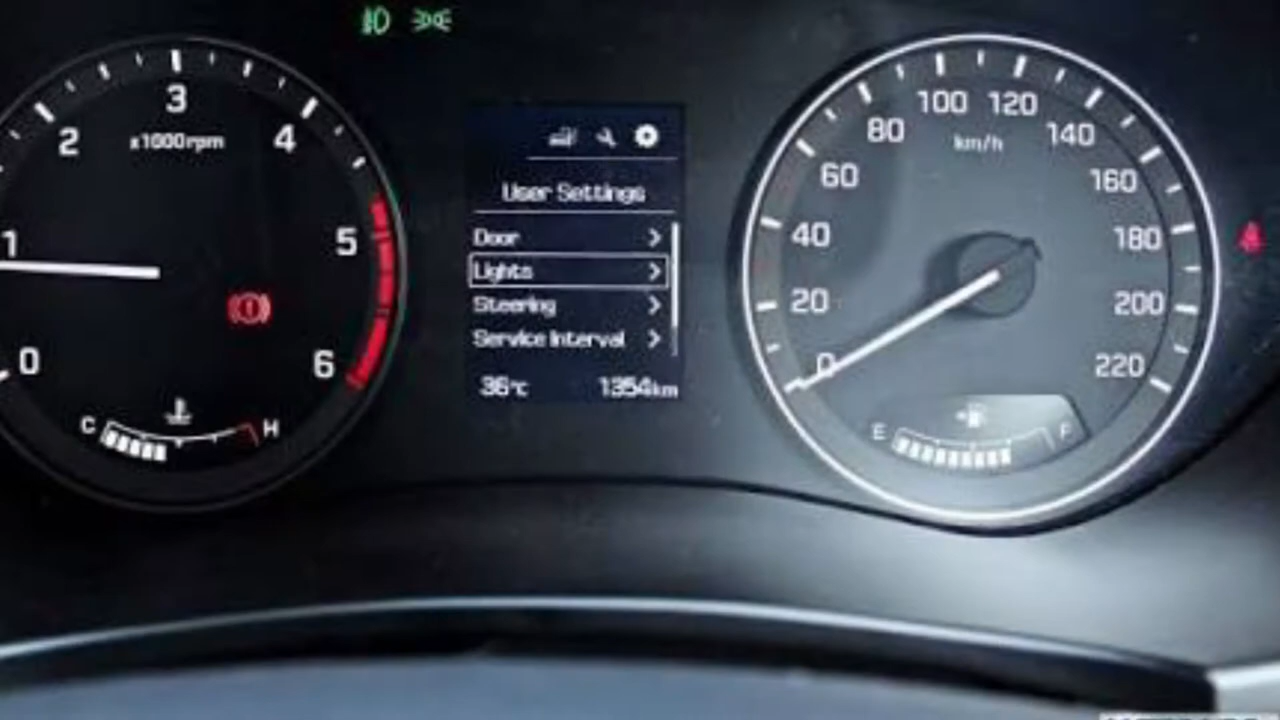 0
1
2
3
4
5
6
x1000rpm
C
H
User Settings
Door
Lights
Steering
Service Interval
36℃
1354km
0
20
40
60
80
100
120
140
160
180
200
220
km/h
E
F